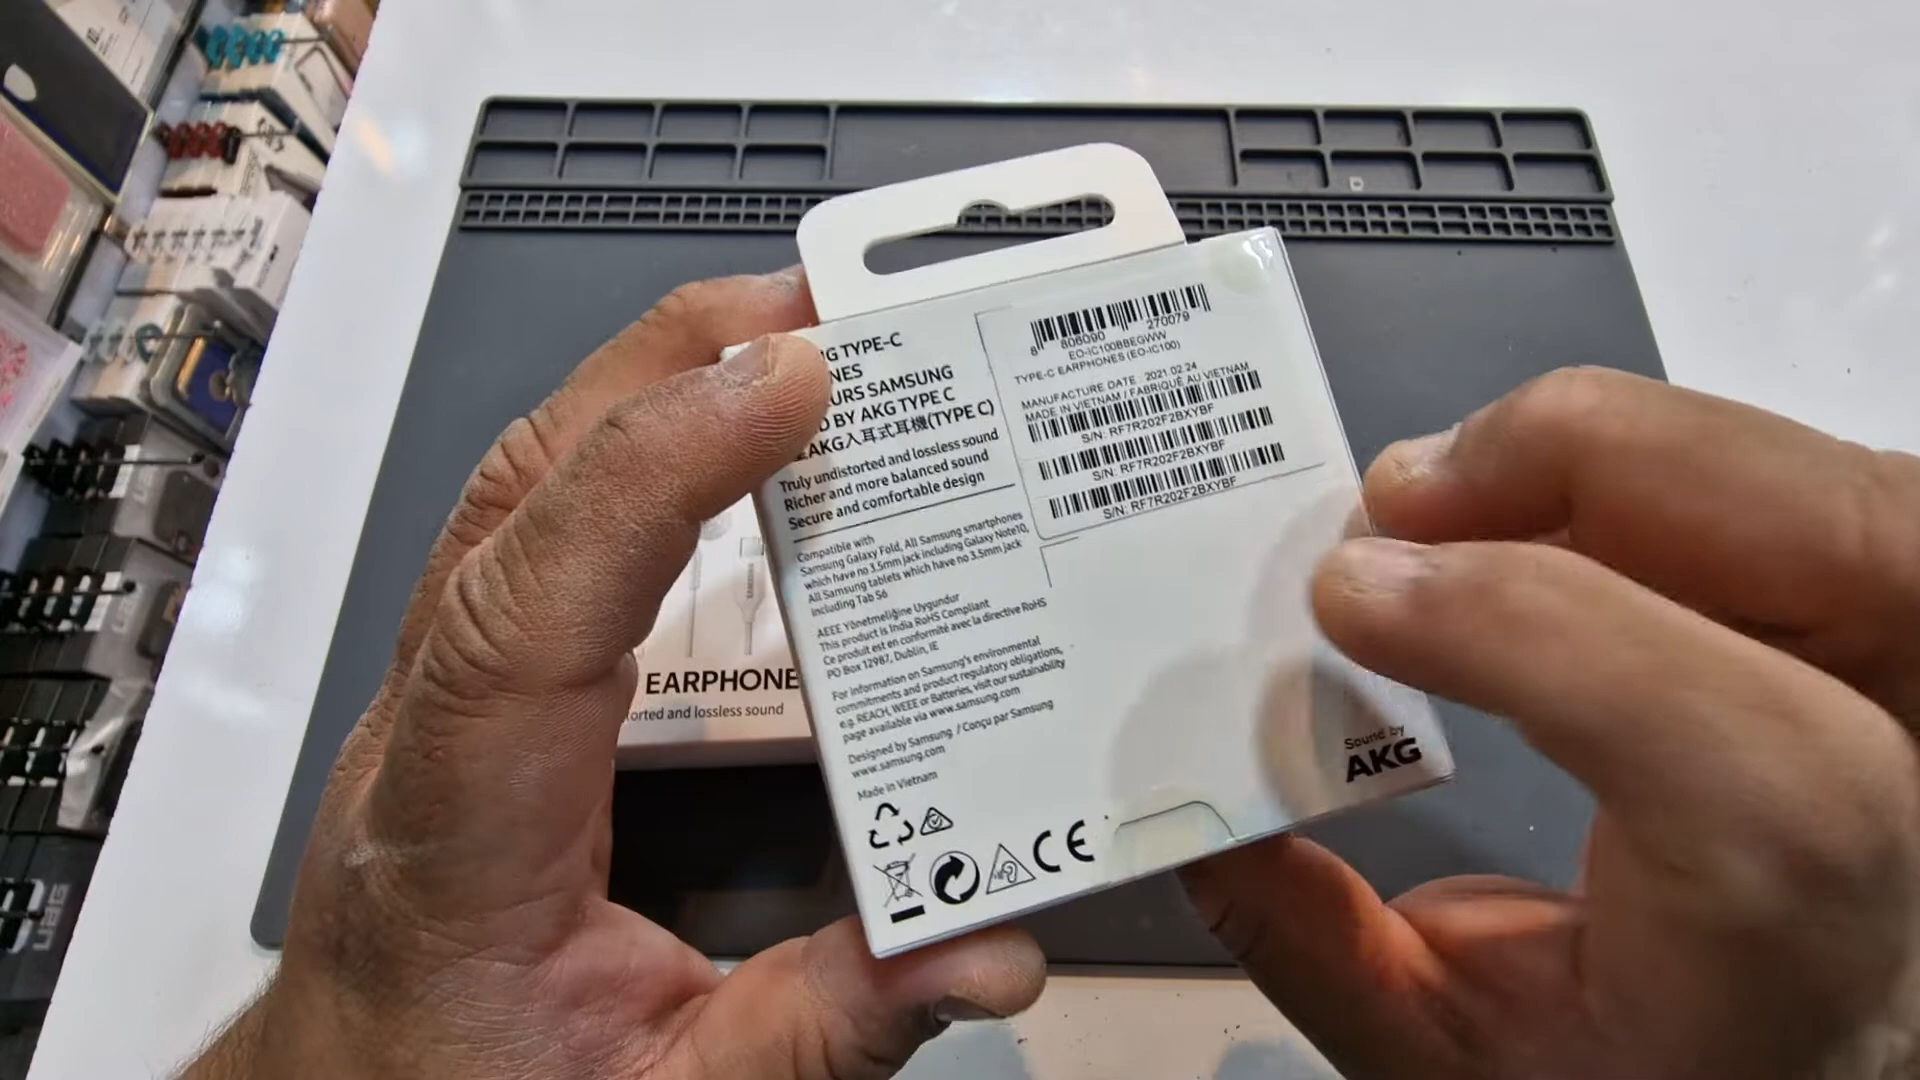 G TYPE-C
NES
URS SAMSUNG
D BY AKG TYPE C
AKG入耳式耳機(TYPE C)
Truly undistorted and lossless sound
Richer and more balanced sound
Secure and comfortable design
Compatible with
Samsung Galaxy Fold, All Samsung smartphones
which have no 3.5mm jack including Galaxy Note10,
All Samsung tablets which have no 3.5mm jack
including Tab S6
AEEE Yönetmeliğine Uygundur
This product is India RoHS Compliant
Ce produit est en conformité avec la directive RoHS
PO Box 12987, Dublin, IE
For information on Samsung's environmental
commitments and product regulatory obligations,
e.g. REACH, WEEE or Batteries, visit our sustainability
page available via www.samsung.com
Designed by Samsung / Conçu par Samsung
www.samsung.com
Made in Vietnam
CE
8 806090 270079
EO-IC100BBEGWW
TYPE-C EARPHONES (EO-IC100)
MANUFACTURE DATE : 2021.02.24
MADE IN VIETNAM / FABRIQUÉ AU VIETNAM
S/N: RF7R202F2BXYBF
S/N: RF7R202F2BXYBF
S/N: RF7R202F2BXYBF
Sound by
AKG
SAMSUNG
EARPHONE
orted and lossless sound
UAG